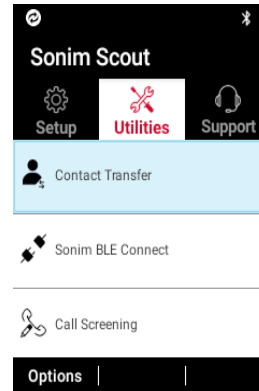 Sonim Scout
Setup Utilities Support
Contact Transfer
Sonim BLE Connect
Call Screening
Options